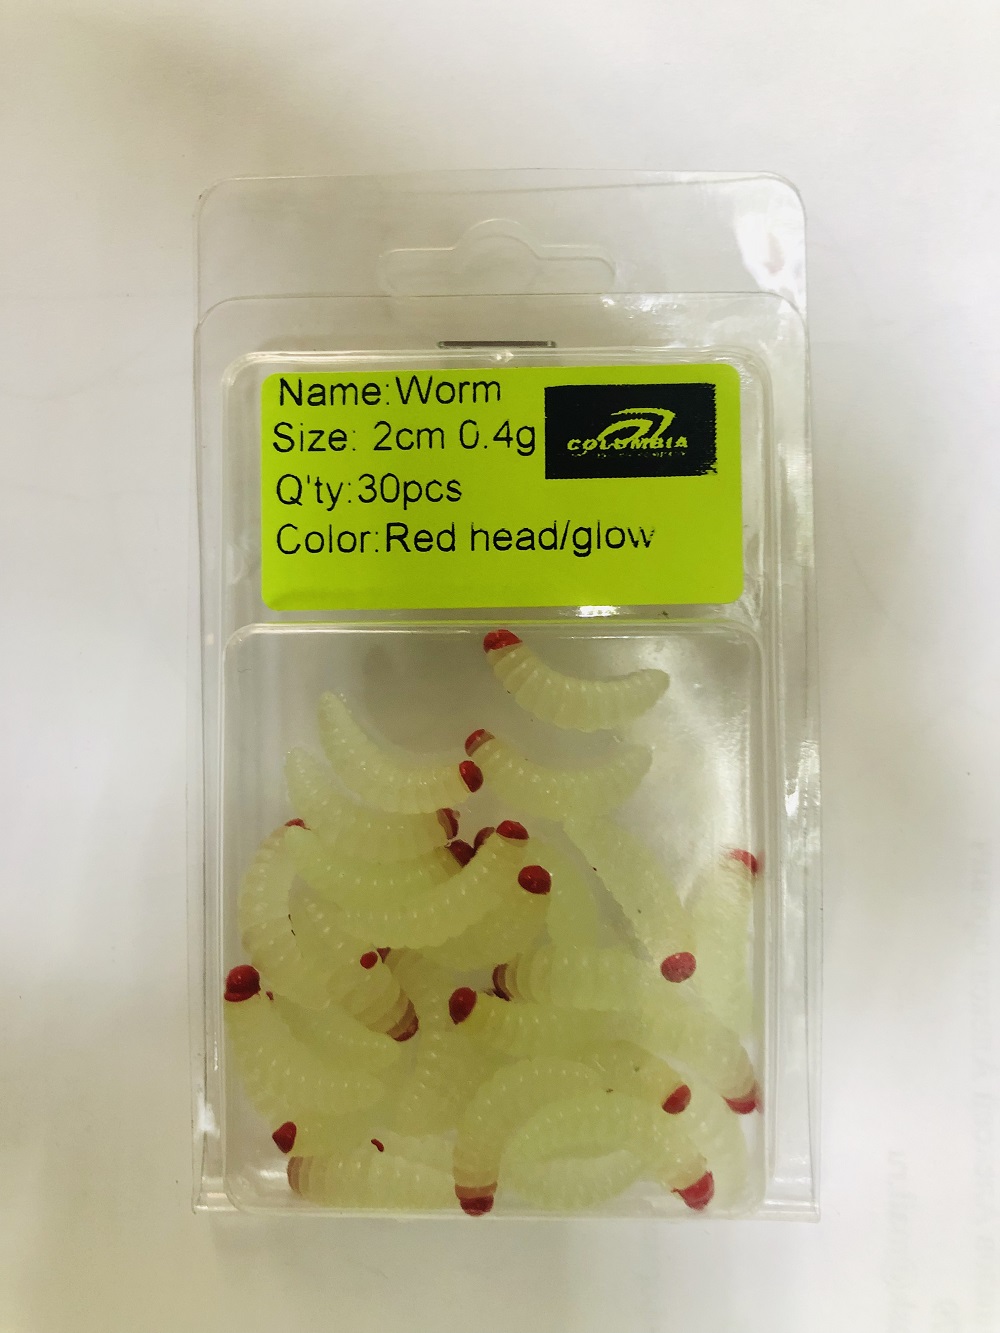 Name:Worm
Size: 2cm 0.4g
Q'ty:30pcs
Color:Red head/glow
COLUMBIA